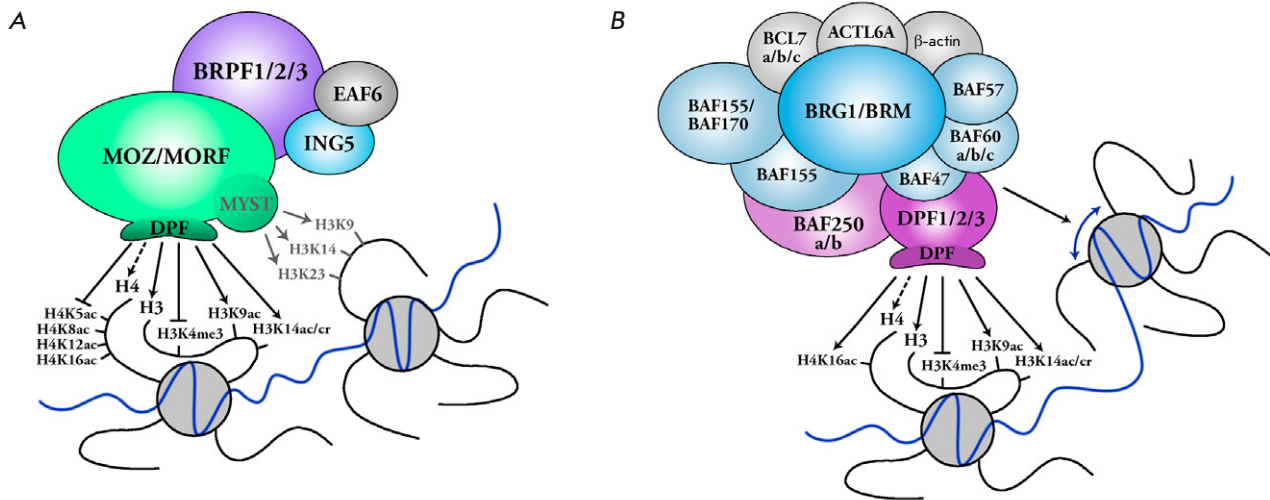 A
BRPF1/2/3
EAF6
ING5
MOZ/MORF
MYST
DPF
H3K9
H3K14
H3K23
H4
H3
H4K5ac
H4K8ac
H4K12ac
H4K16ac
H3K4me3
H3K9ac
H3K14ac/cr
B
BCL7
a/b/c
ACTL6A
β-actin
BAF155/
BAF170
BRG1/BRM
BAF57
BAF60
a/b/c
BAF155
BAF47
BAF250
a/b
DPF1/2/3
DPF
H4
H3
H4K16ac
H3K4me3
H3K9ac
H3K14ac/cr